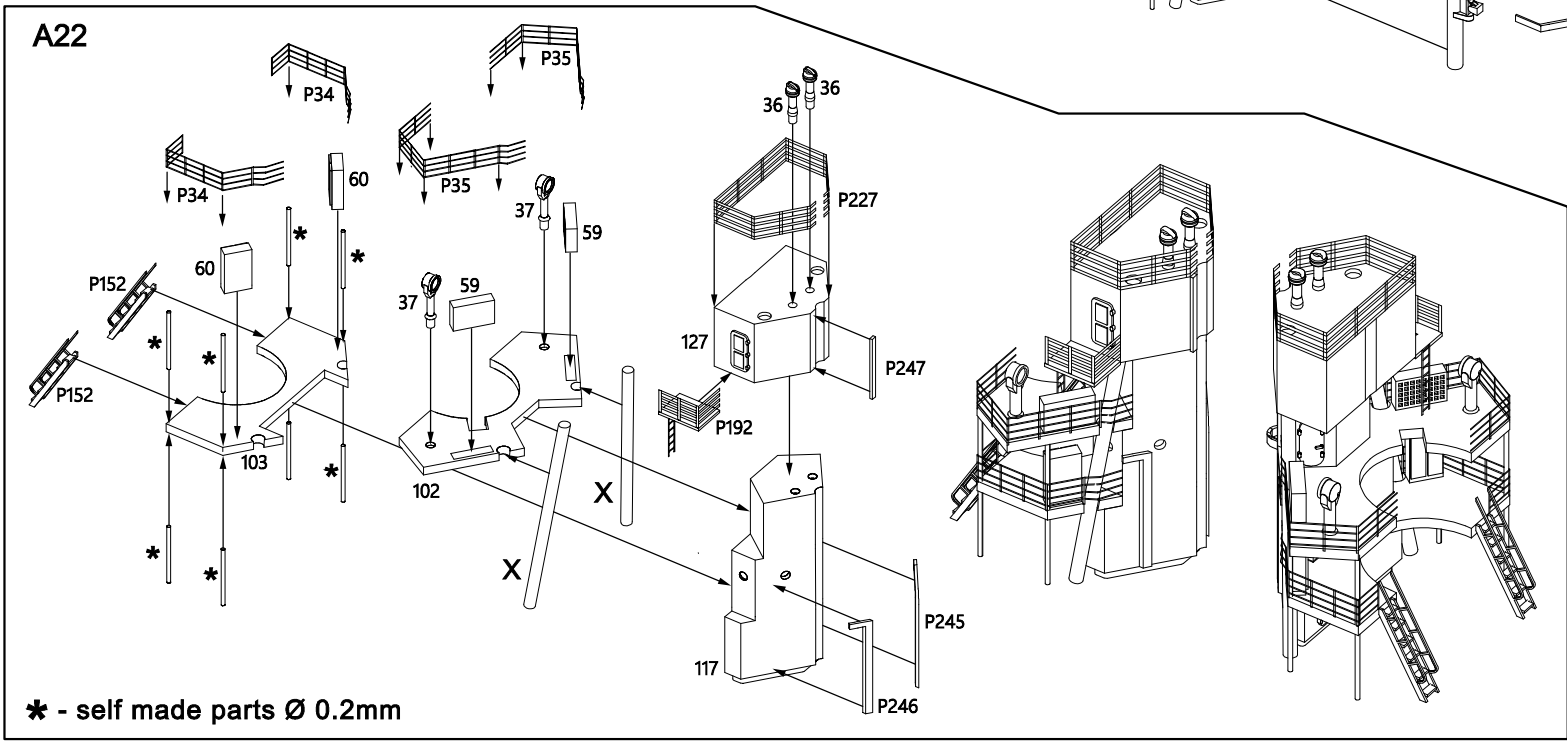 A22
P34
P35
36
36
P34
P35
60
P227
37
59
*
*
60
P152
37
59
127
P247
*
*
P152
P192
103
102
*
X
X
*
*
P245
117
P246
* - self made parts Ø 0.2mm